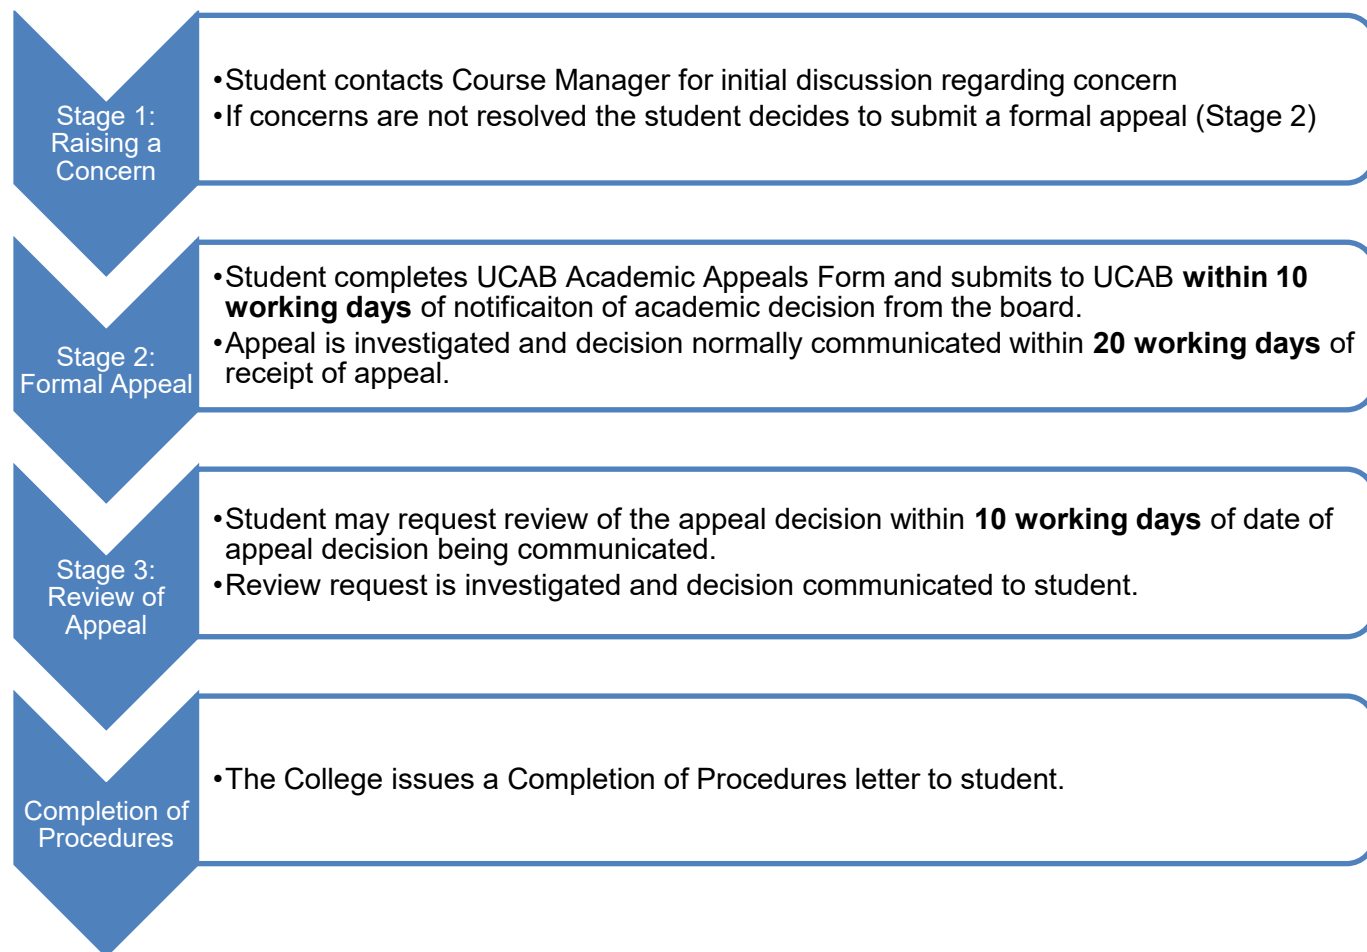 Stage 1:
Raising a
Concern
•Student contacts Course Manager for initial discussion regarding concern
•If concerns are not resolved the student decides to submit a formal appeal (Stage 2)
Stage 2:
Formal Appeal
•Student completes UCAB Academic Appeals Form and submits to UCAB within 10
working days of notificaiton of academic decision from the board.
•Appeal is investigated and decision normally communicated within 20 working days of
receipt of appeal.
Stage 3:
Review of
Appeal
•Student may request review of the appeal decision within 10 working days of date of
appeal decision being communicated.
•Review request is investigated and decision communicated to student.
Completion of
Procedures
•The College issues a Completion of Procedures letter to student.